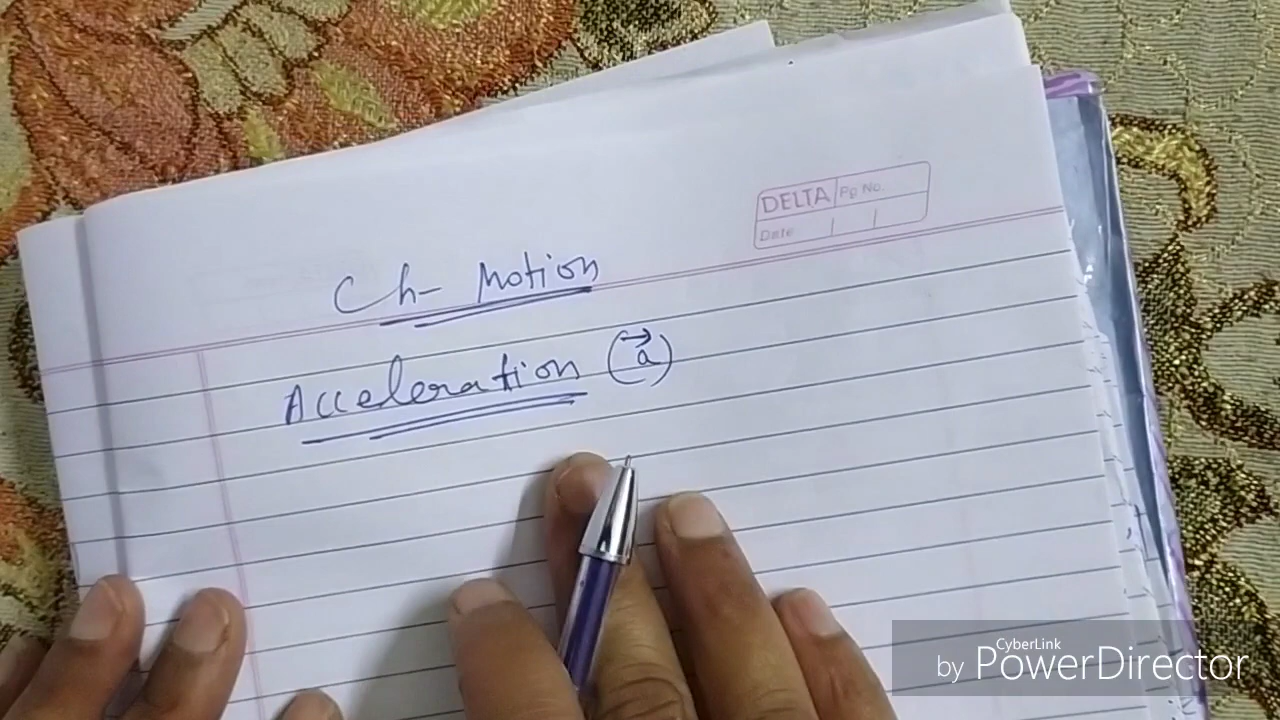 DELTA Pg No.
Date
Ch- Motion
Acceleration (a⃗)
CyberLink
by PowerDirector